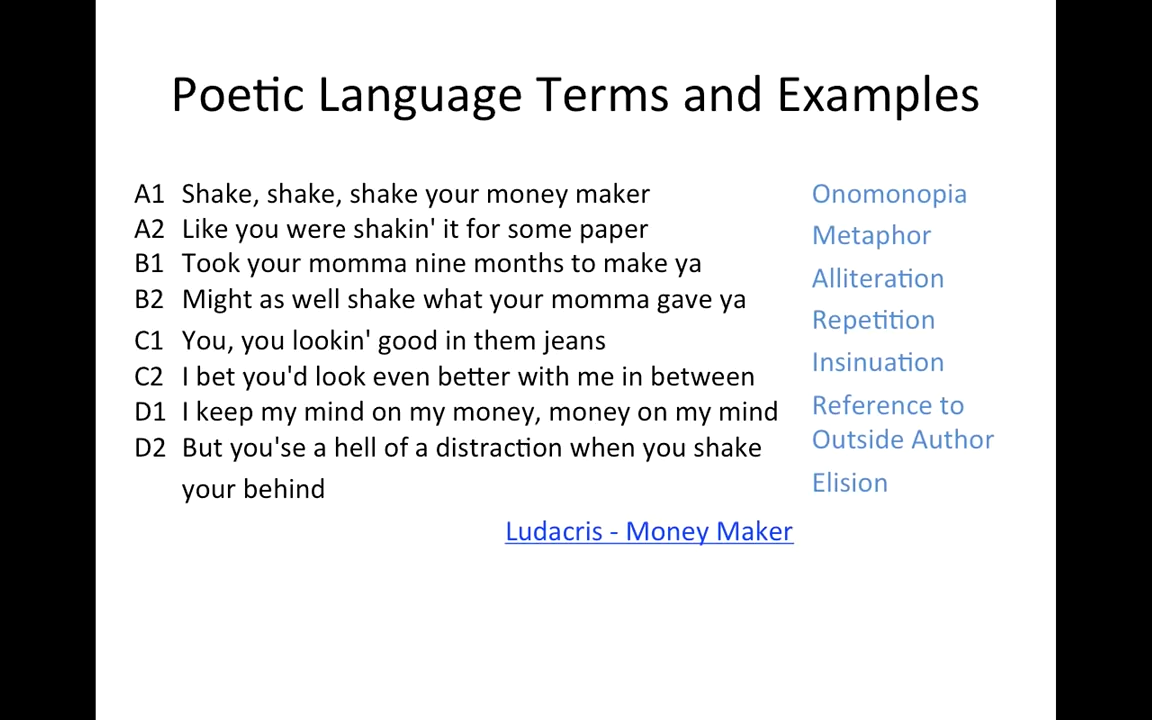 Poetic Language Terms and Examples
A1 Shake, shake, shake your money maker
A2 Like you were shakin' it for some paper
B1 Took your momma nine months to make ya
B2 Might as well shake what your momma gave ya
C1 You, you lookin' good in them jeans
C2 I bet you'd look even better with me in between
D1 I keep my mind on my money, money on my mind
D2 But you'se a hell of a distraction when you shake
your behind
Ludacris - Money Maker
Onomonopia
Metaphor
Alliteration
Repetition
Insinuation
Reference to
Outside Author
Elision